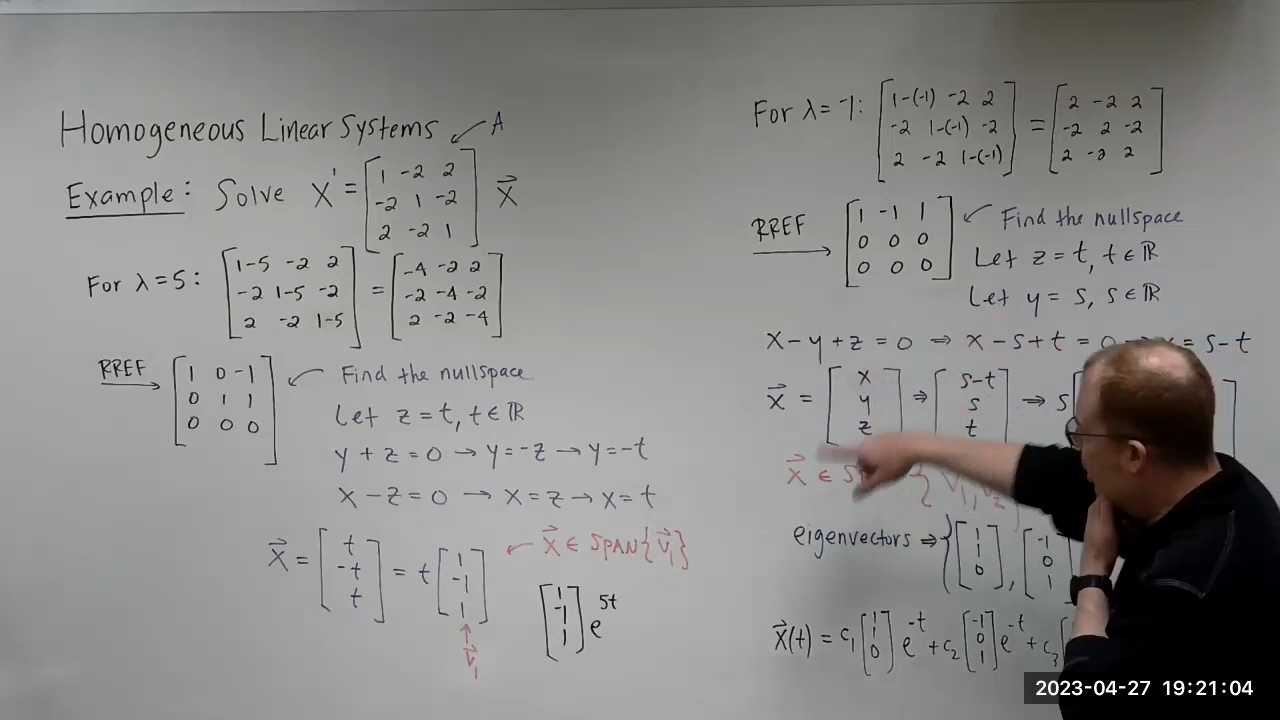 Homogeneous Linear Systems ↙ A
Example: Solve X' = [1 -2 2; -2 1 -2; 2 -2 1] X⃗
For λ=5: [1-5 -2 2; -2 1-5 -2; 2 -2 1-5] = [-4 -2 2; -2 -4 -2; 2 -2 -4]
RREF → [1 0 -1; 0 1 1; 0 0 0] ← Find the nullspace
Let z = t, t ∈ ℝ
y + z = 0 → y = -z → y = -t
x - z = 0 → x = z → x = t
x⃗ = [t; -t; t] = t [1; -1; 1] ← x⃗ ∈ SPAN{v⃗₁}
↑ v⃗₁
[1; -1; 1] e^5t
For λ = -1: [1-(-1) -2 2; -2 1-(-1) -2; 2 -2 1-(-1)] = [2 -2 2; -2 2 -2; 2 -2 2]
RREF → [1 -1 1; 0 0 0; 0 0 0] ← Find the nullspace
Let z = t, t ∈ ℝ
Let y = s, s ∈ ℝ
x - y + z = 0 ⇒ x - s + t = 0 = s - t
x⃗ = [x; y; z] ⇒ [s-t; s; t] ⇒ s
x⃗ ∈ { v₁, v₂
eigenvectors ⇒ {[1; 1; 0], [-1; 0; 1]
x⃗(t) = c₁ [1; 1; 0] e^-t + c₂ [-1; 0; 1] e^-t + c₃ [
2023-04-27 19:21:04